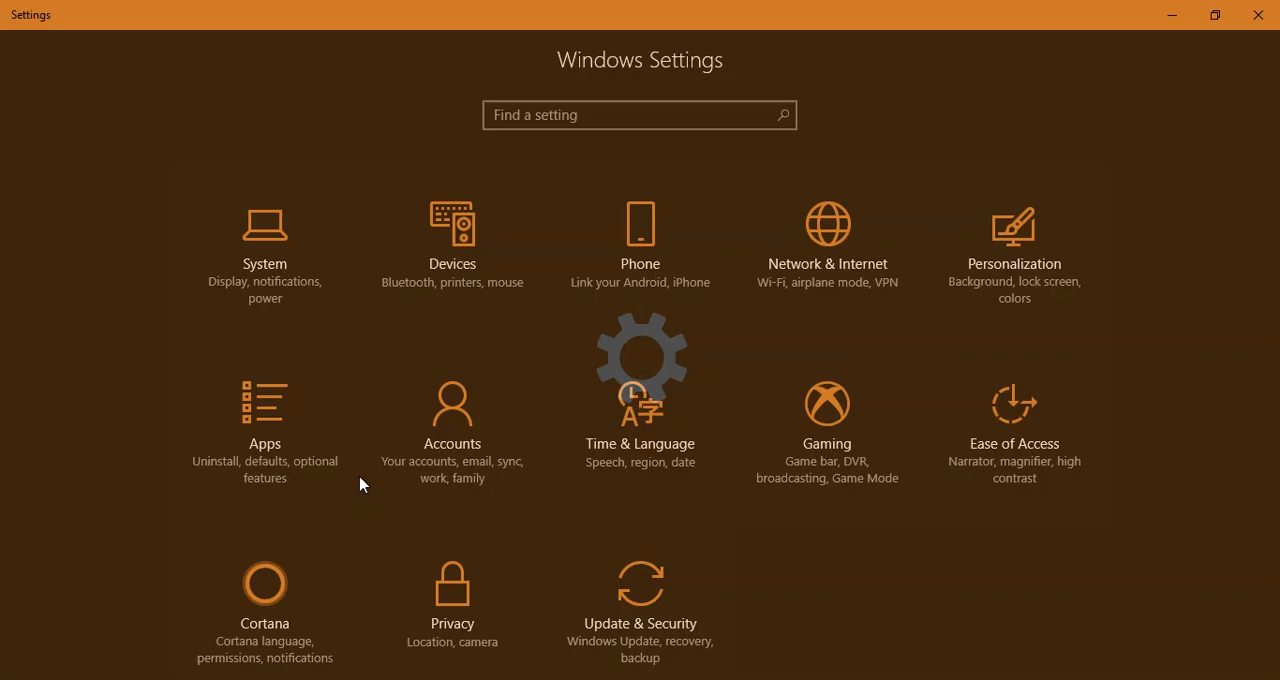 Settings
Windows Settings
Find a setting
System
Display, notifications,
power
Devices
Bluetooth, printers, mouse
Phone
Link your Android, iPhone
Network & Internet
Wi-Fi, airplane mode, VPN
Personalization
Background, lock screen,
colors
Apps
Uninstall, defaults, optional
features
Accounts
Your accounts, email, sync,
work, family
A字
Time & Language
Speech, region, date
Gaming
Game bar, DVR,
broadcasting, Game Mode
Ease of Access
Narrator, magnifier, high
contrast
Cortana
Cortana language,
permissions, notifications
Privacy
Location, camera
Update & Security
Windows Update, recovery,
backup